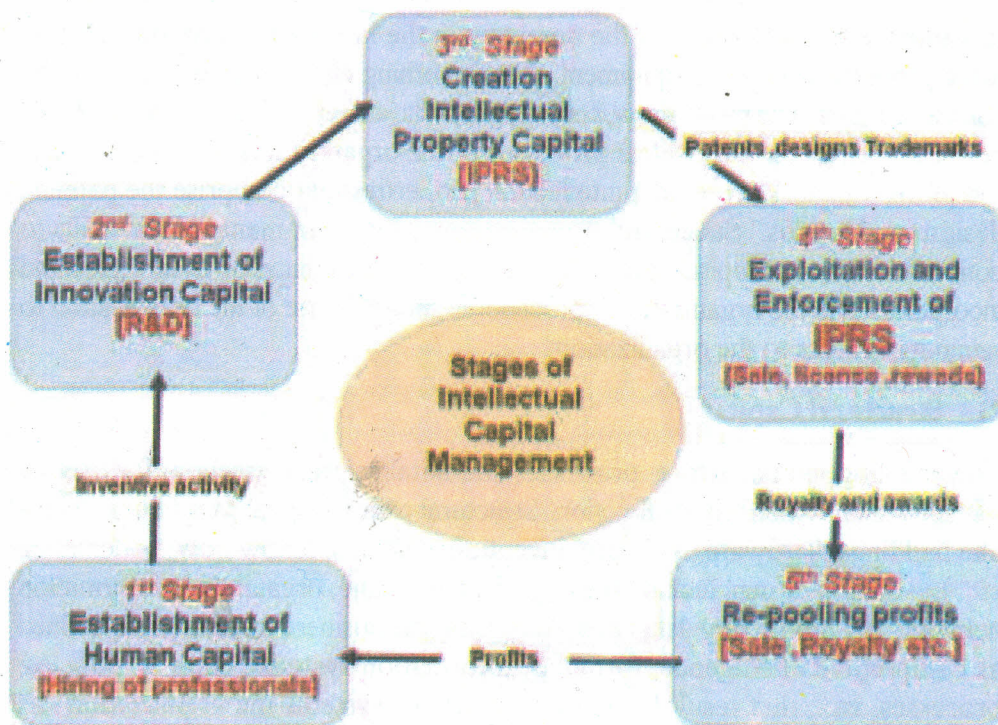 3rd Stage
Creation
Intellectual
Property Capital
[IPRS]
Patents ,designs Trademarks
2nd Stage
Establishment of
Innovation Capital
[R&D]
4th Stage
Exploitation and
Enforcement of
IPRS
(Sale, license ,rewads)
Stages of
Intellectual
Capital
Management
Inventive activity
Royalty and awards
1st Stage
Establishment of
Human Capital
[Hiring of professionals]
Profits
5th Stage
Re-pooling profits
[Sale ,Royalty etc.]